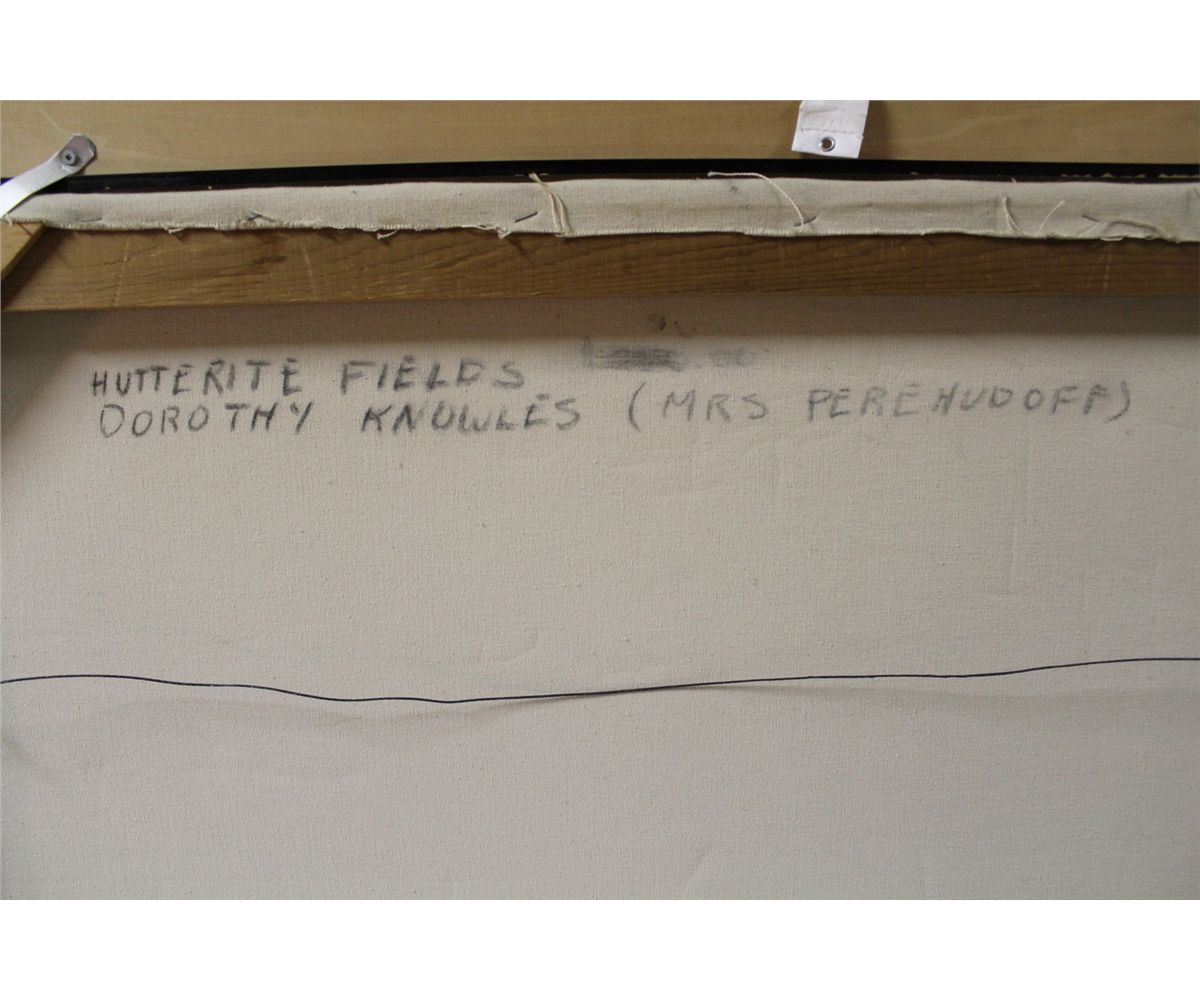 HUTTERITE FIELDS
DOROTHY KNOWLES (MRS PEREHUDOFF)